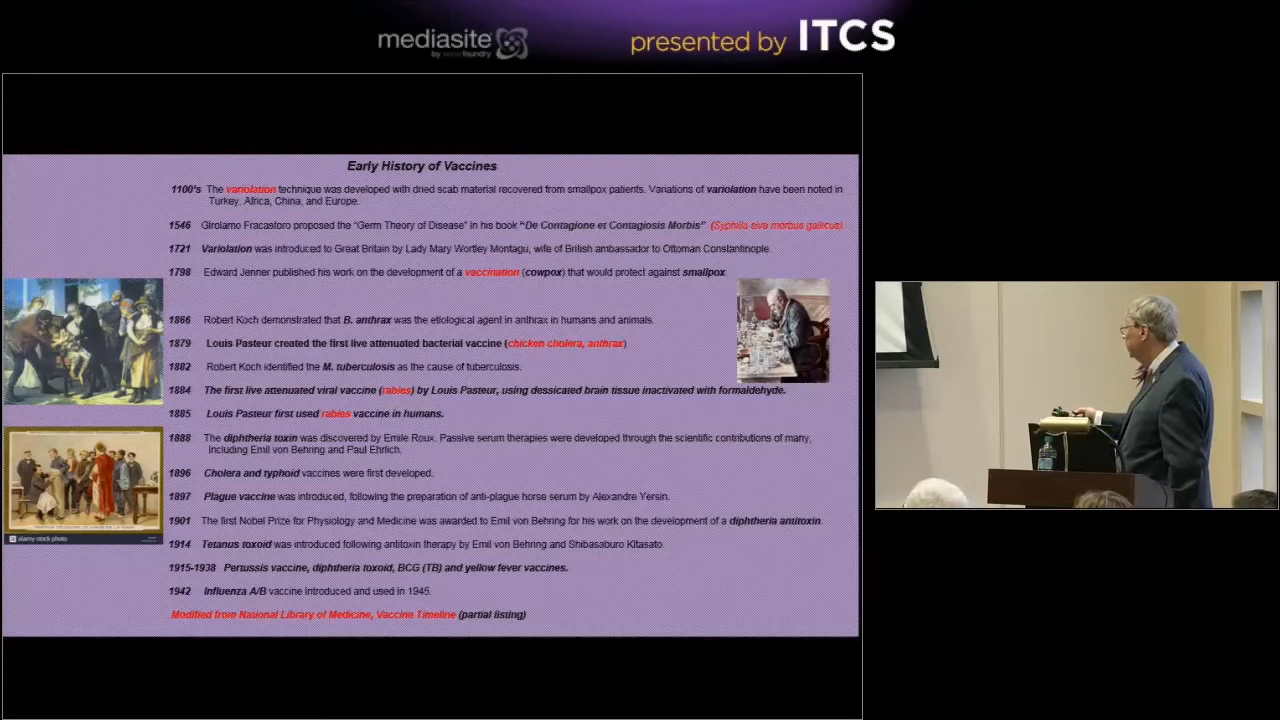 mediasite
by sonicfoundry
presented by ITCS
Early History of Vaccines
1100's The variolation technique was developed with dried scab material recovered from smallpox patients. Variations of variolation have been noted in
Turkey, Africa, China, and Europe.
1546 Girolamo Fracastoro proposed the "Germ Theory of Disease" in his book "De Contagione et Contagiosis Morbis" (Syphilis sive morbus gallicus)
1721 Variolation was introduced to Great Britain by Lady Mary Wortley Montagu, wife of British ambassador to Ottoman Constantinople.
1798 Edward Jenner published his work on the development of a vaccination (cowpox) that would protect against smallpox.
1866 Robert Koch demonstrated that B. anthrax was the etiological agent in anthrax in humans and animals.
1879 Louis Pasteur created the first live attenuated bacterial vaccine (chicken cholera, anthrax)
1882 Robert Koch identified the M. tuberculosis as the cause of tuberculosis.
1884 The first live attenuated viral vaccine (rabies) by Louis Pasteur, using dessicated brain tissue inactivated with formaldehyde.
1885 Louis Pasteur first used rabies vaccine in humans.
1888 The diphtheria toxin was discovered by Emile Roux. Passive serum therapies were developed through the scientific contributions of many,
including Emil von Behring and Paul Ehrlich.
1896 Cholera and typhoid vaccines were first developed.
1897 Plague vaccine was introduced, following the preparation of anti-plague horse serum by Alexandre Yersin.
1901 The first Nobel Prize for Physiology and Medicine was awarded to Emil von Behring for his work on the development of a diphtheria antitoxin.
1914 Tetanus toxoid was introduced following antitoxin therapy by Emil von Behring and Shibasaburo Kitasato.
1915-1938 Pertussis vaccine, diphtheria toxoid, BCG (TB) and yellow fever vaccines.
1942 Influenza A/B vaccine introduced and used in 1945.
Modified from National Library of Medicine, Vaccine Timeline (partial listing)
alamy stock photo